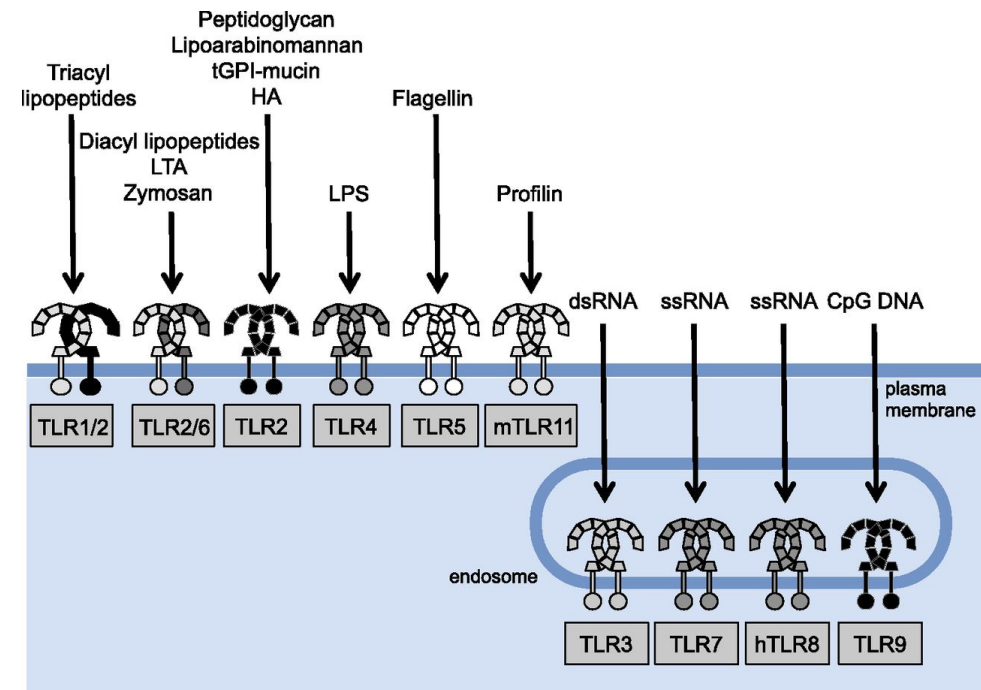 Peptidoglycan
Lipoarabinomannan
tGPI-mucin
HA
Triacyl
lipopeptides
Flagellin
Diacyl lipopeptides
LTA
Zymosan
LPS
Profilin
dsRNA
ssRNA
ssRNA
CpG DNA
plasma
membrane
TLR1/2
TLR2/6
TLR2
TLR4
TLR5
mTLR11
endosome
TLR3
TLR7
hTLR8
TLR9